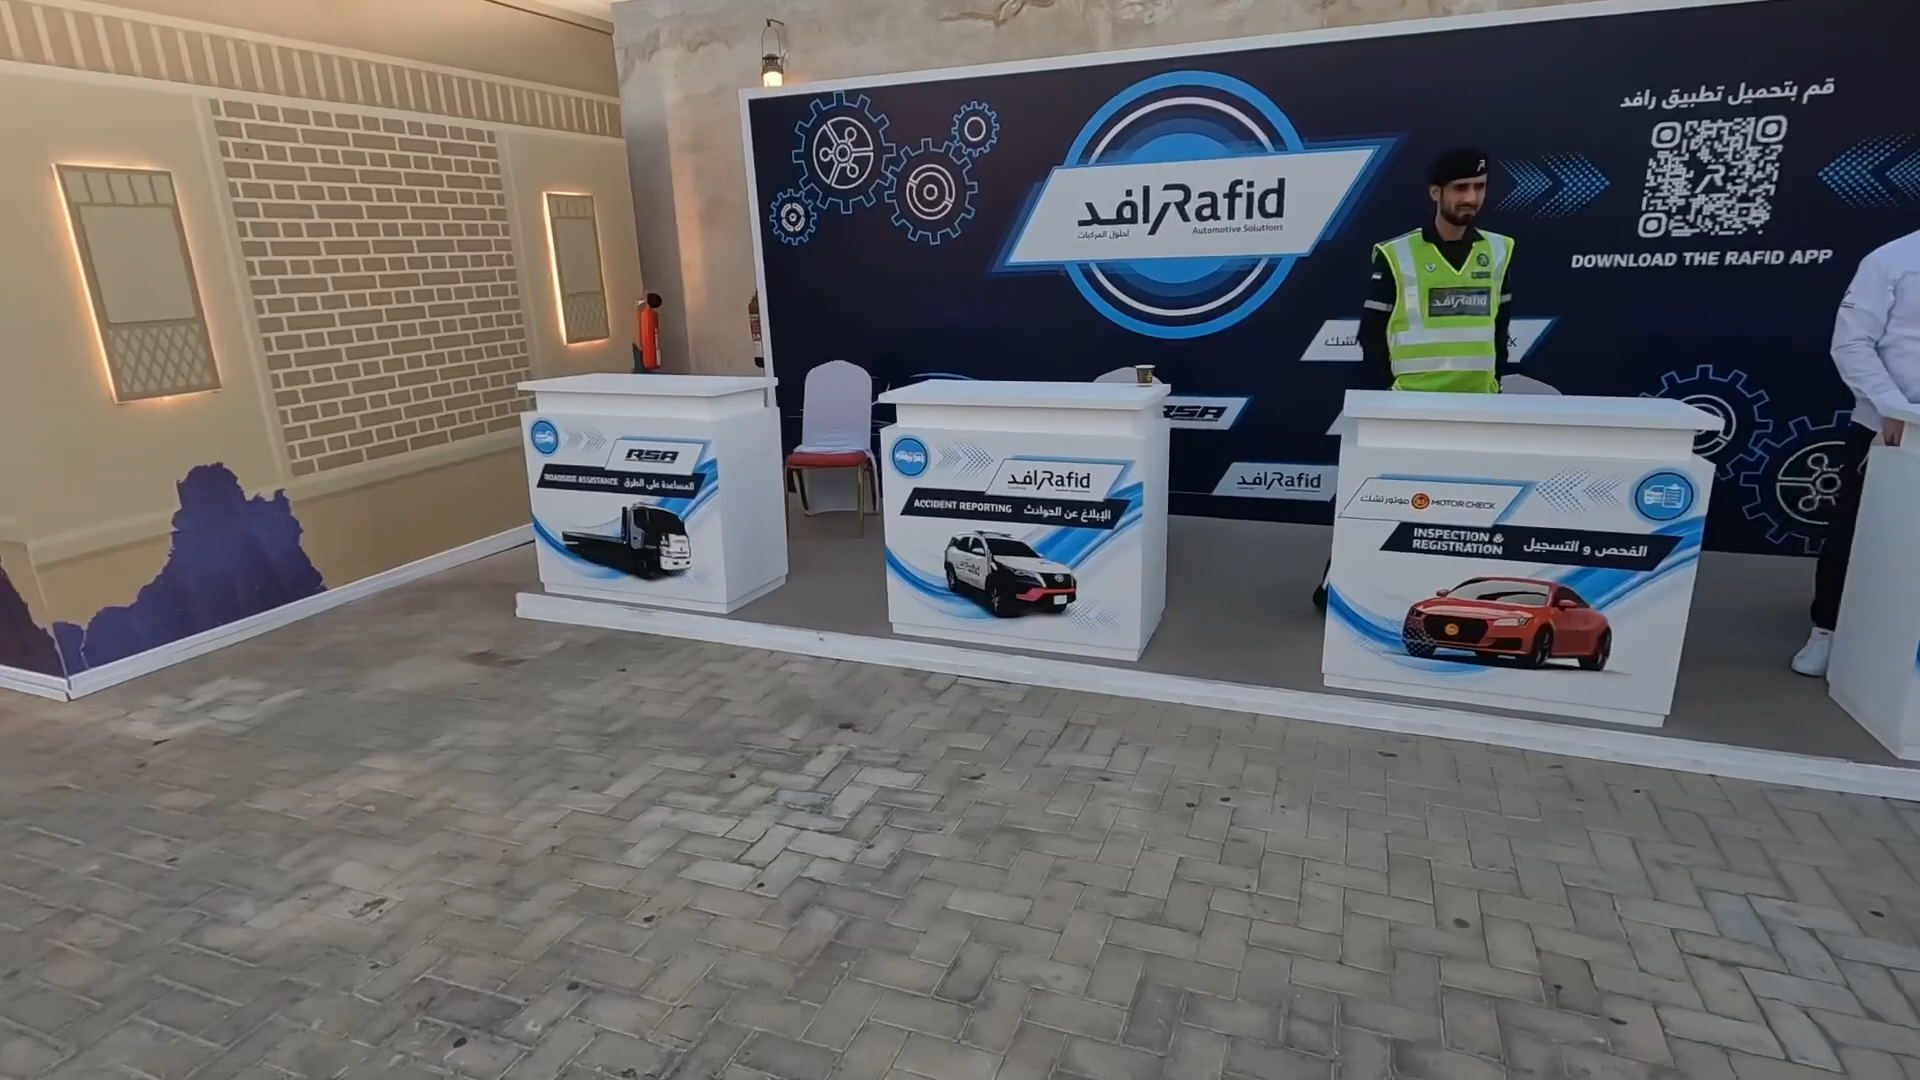 قم بتحميل تطبيق رافد
DOWNLOAD THE RAFID APP
رافد Rafid
لحلول المركبات Automotive Solutions
رافد Rafid
RSA
رافد Rafid
RSA
ROADSIDE ASSISTANCE المساعدة على الطرق
رافد Rafid
ACCIDENT REPORTING الإبلاغ عن الحوادث
موتور تشك MOTOR CHECK
INSPECTION &
REGISTRATION الفحص و التسجيل